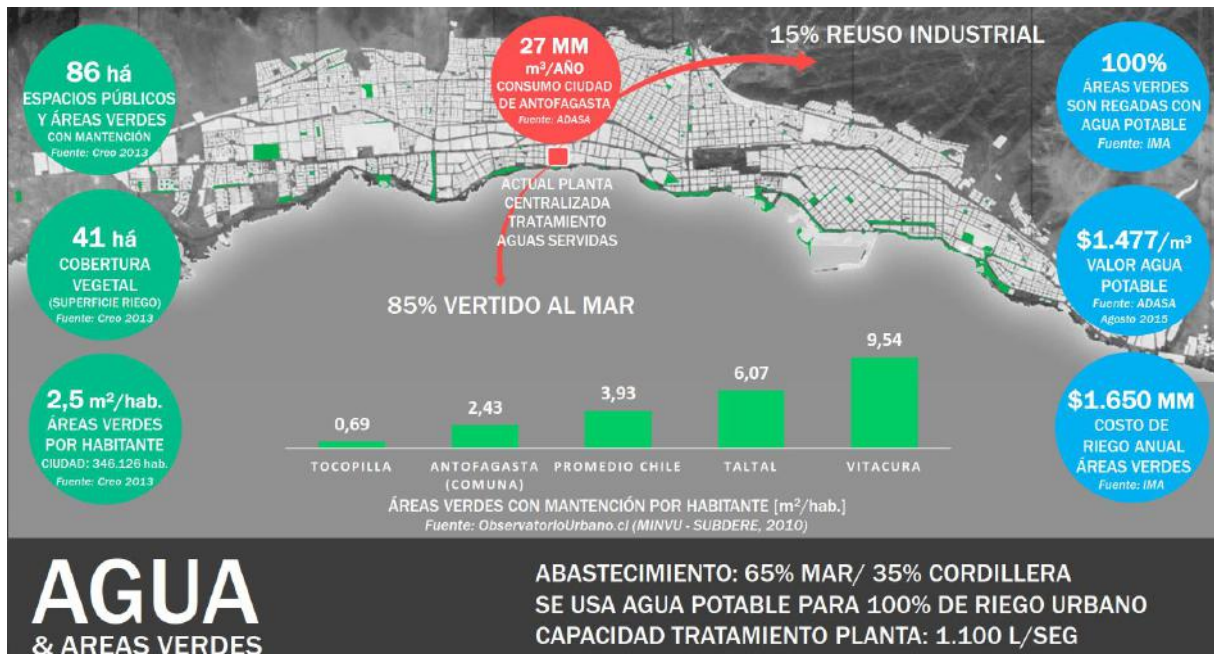 86 há
ESPACIOS PÚBLICOS
Y ÁREAS VERDES
CON MANTENCIÓN
Fuente: Creo 2013
41 há
COBERTURA
VEGETAL
(SUPERFICIE RIEGO)
Fuente: Creo 2013
2,5 m²/hab.
ÁREAS VERDES
POR HABITANTE
CIUDAD: 346.126 hab.
Fuente: Creo 2013
27 MM
m³/AÑO
CONSUMO CIUDAD
DE ANTOFAGASTA
Fuente: ADASA
15% REUSO INDUSTRIAL
ACTUAL PLANTA
CENTRALIZADA
TRATAMIENTO
AGUAS SERVIDAS
85% VERTIDO AL MAR
100%
ÁREAS VERDES
SON REGADAS CON
AGUA POTABLE
Fuente: IMA
$1.477/m³
VALOR AGUA
POTABLE
Fuente: ADASA
Agosto 2015
$1.650 MM
COSTO DE
RIEGO ANUAL
ÁREAS VERDES
Fuente: IMA
0,69
2,43
3,93
6,07
9,54
TOCOPILLA
ANTOFAGASTA
(COMUNA)
PROMEDIO CHILE
TALTAL
VITACURA
ÁREAS VERDES CON MANTENCIÓN POR HABITANTE [m²/hab.]
Fuente: ObservatorioUrbano.cl (MINVU - SUBDERE, 2010)
AGUA
& AREAS VERDES
ABASTECIMIENTO: 65% MAR/ 35% CORDILLERA
SE USA AGUA POTABLE PARA 100% DE RIEGO URBANO
CAPACIDAD TRATAMIENTO PLANTA: 1.100 L/SEG